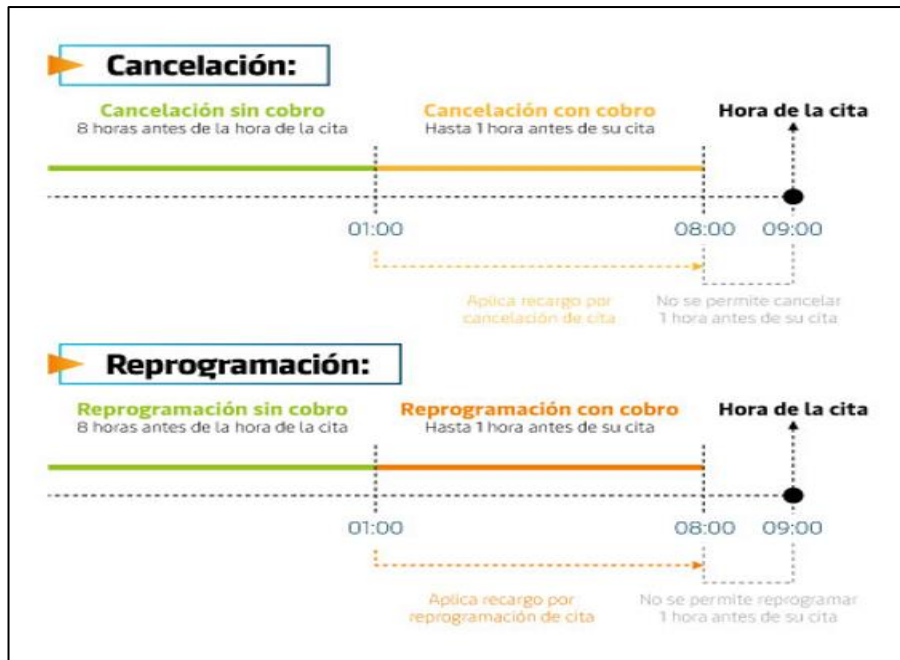 Cancelación:
Cancelación sin cobro
8 horas antes de la hora de la cita
Cancelación con cobro
Hasta 1 hora antes de su cita
Hora de la cita
01:00
08:00
09:00
Aplica recargo por
cancelación de cita
No se permite cancelar
1 hora antes de su cita
Reprogramación:
Reprogramación sin cobro
8 horas antes de la hora de la cita
Reprogramación con cobro
Hasta 1 hora antes de su cita
Hora de la cita
01:00
08:00
09:00
Aplica recargo por
reprogramación de cita
No se permite reprogramar
1 hora antes de su cita